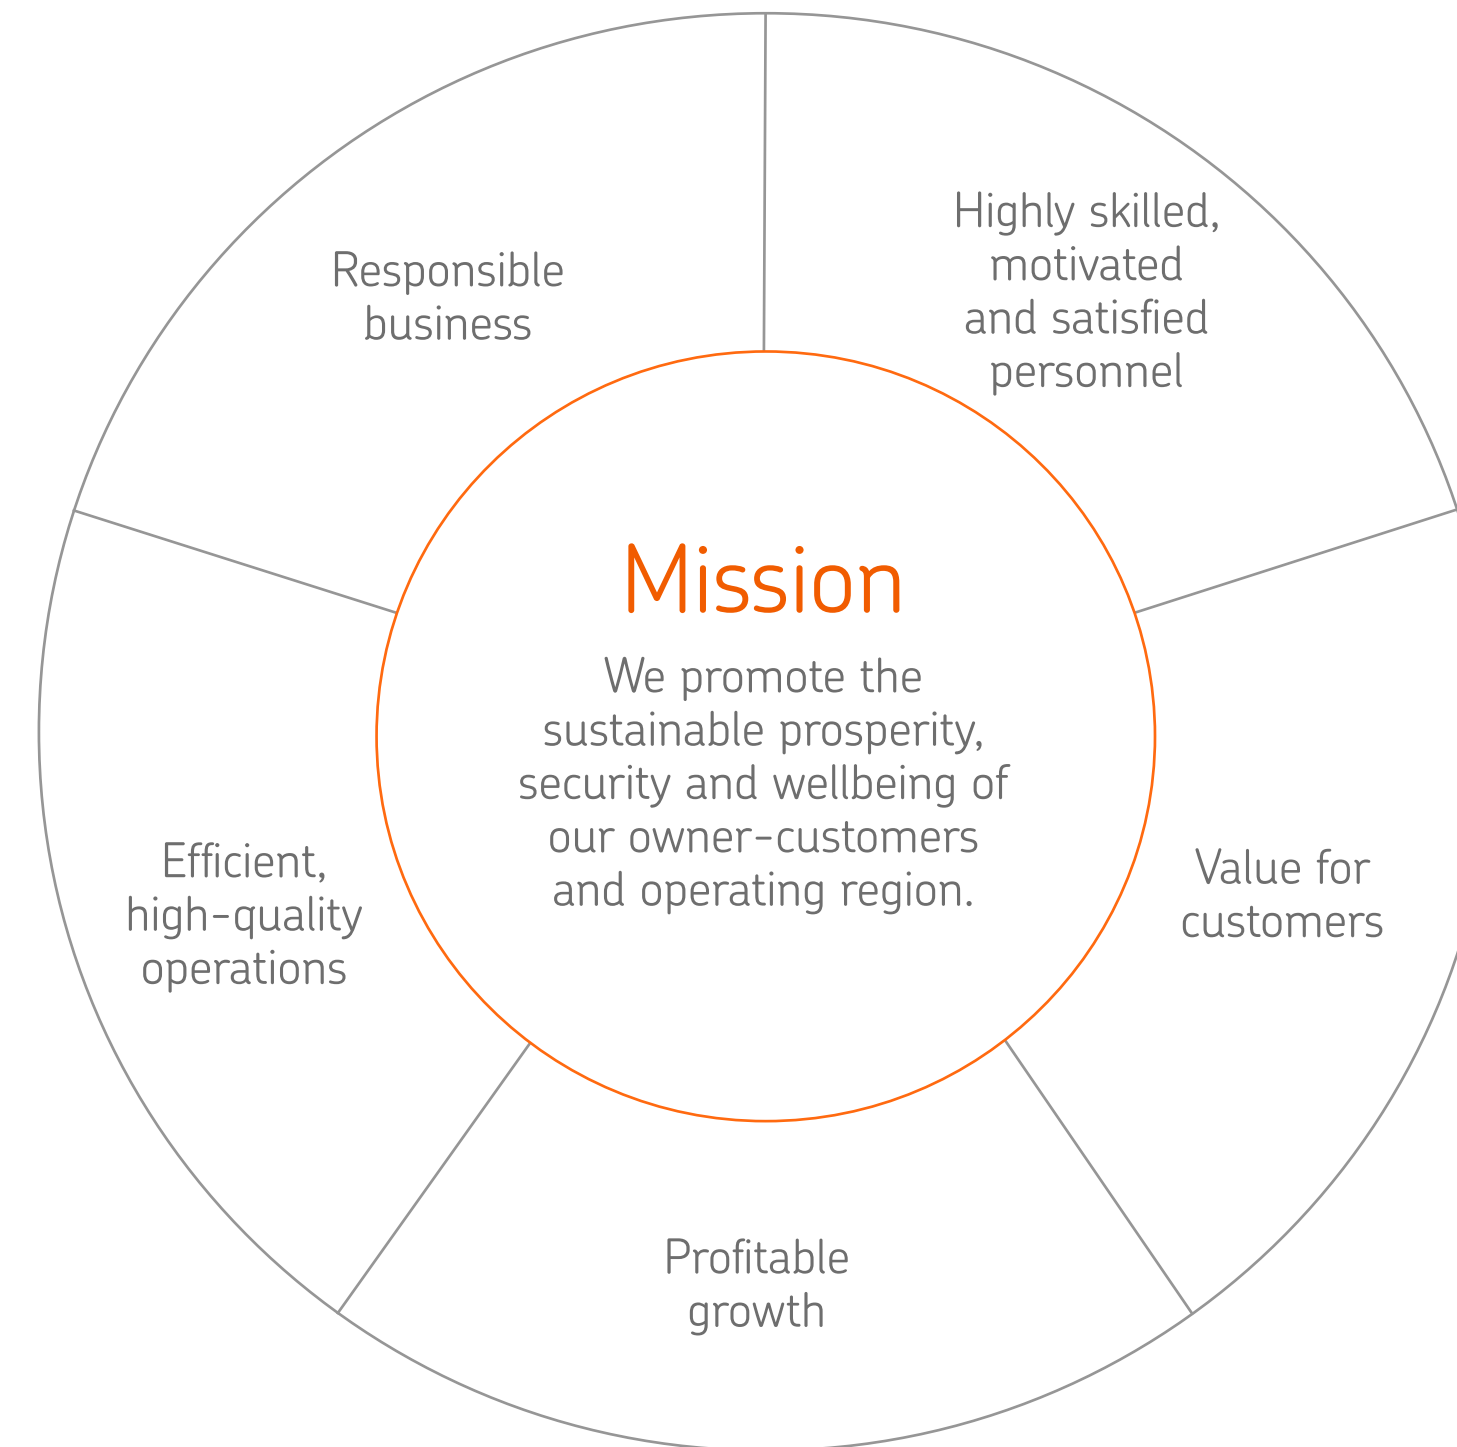 Highly skilled,
motivated
and satisfied
personnel
Responsible
business
Mission
We promote the
sustainable prosperity,
security and wellbeing of
our owner-customers
and operating region.
Efficient,
high-quality
operations
Value for
customers
Profitable
growth